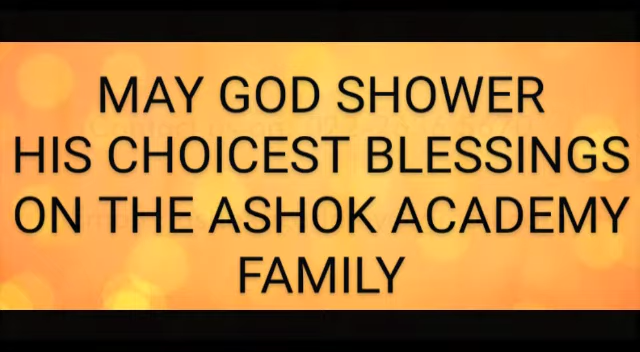 MAY GOD SHOWER
HIS CHOICEST BLESSINGS
ON THE ASHOK ACADEMY
FAMILY